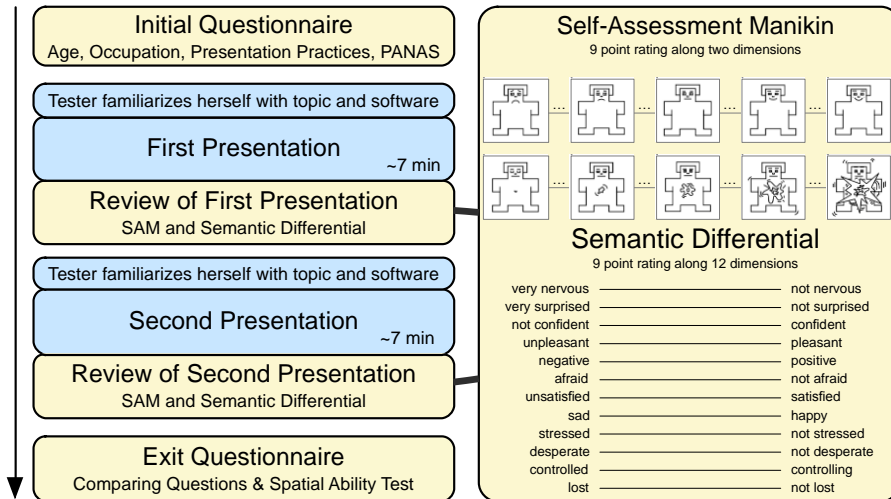 Initial Questionnaire
Age, Occupation, Presentation Practices, PANAS
Tester familiarizes herself with topic and software
First Presentation
~7 min
Review of First Presentation
SAM and Semantic Differential
Tester familiarizes herself with topic and software
Second Presentation
~7 min
Review of Second Presentation
SAM and Semantic Differential
Exit Questionnaire
Comparing Questions & Spatial Ability Test
Self-Assessment Manikin
9 point rating along two dimensions
... ... ... ...
... ... ... ...
Semantic Differential
9 point rating along 12 dimensions
very nervous not nervous
very surprised not surprised
not confident confident
unpleasant pleasant
negative positive
afraid not afraid
unsatisfied satisfied
sad happy
stressed not stressed
desperate not desperate
controlled controlling
lost not lost